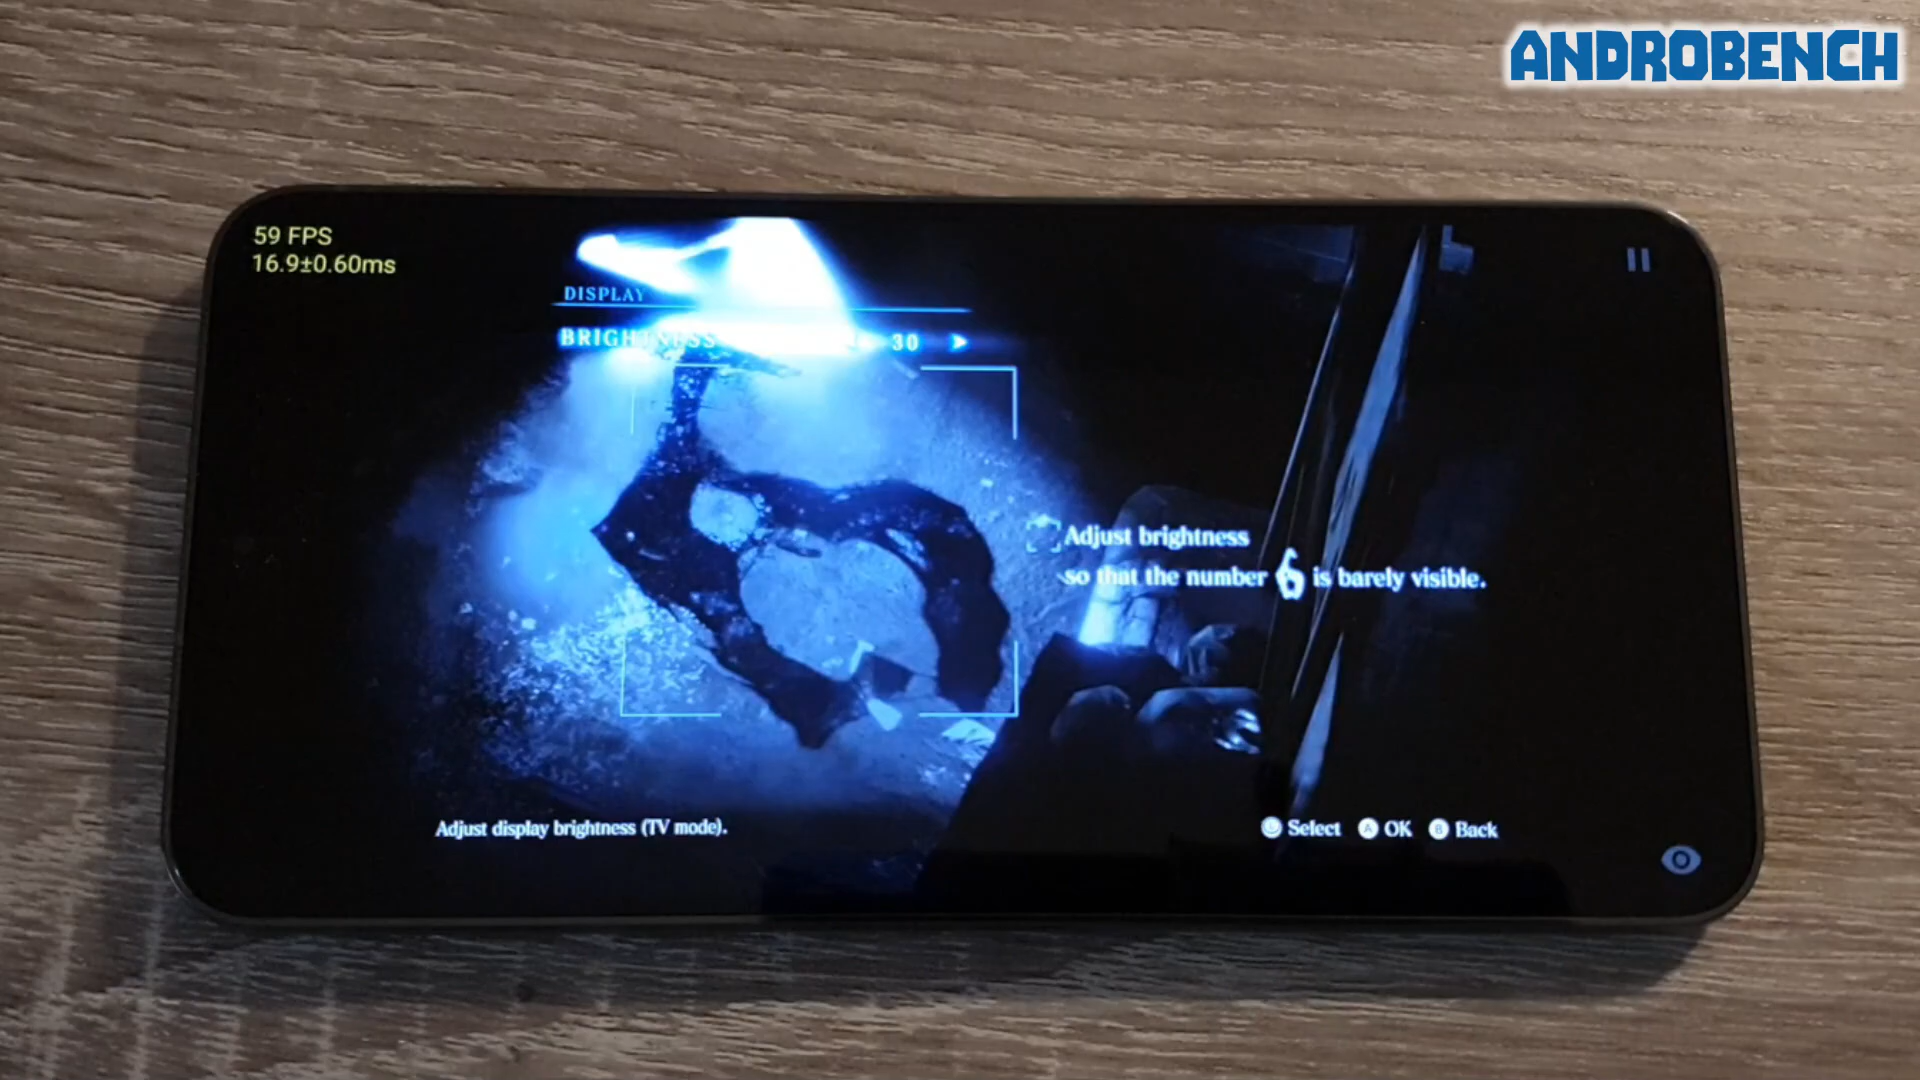 ANDROBENCH
59 FPS
16.9±0.60ms
DISPLAY
BRIGHTNESS 30
Adjust brightness
so that the number 6 is barely visible.
Adjust display brightness (TV mode).
Select A OK B Back